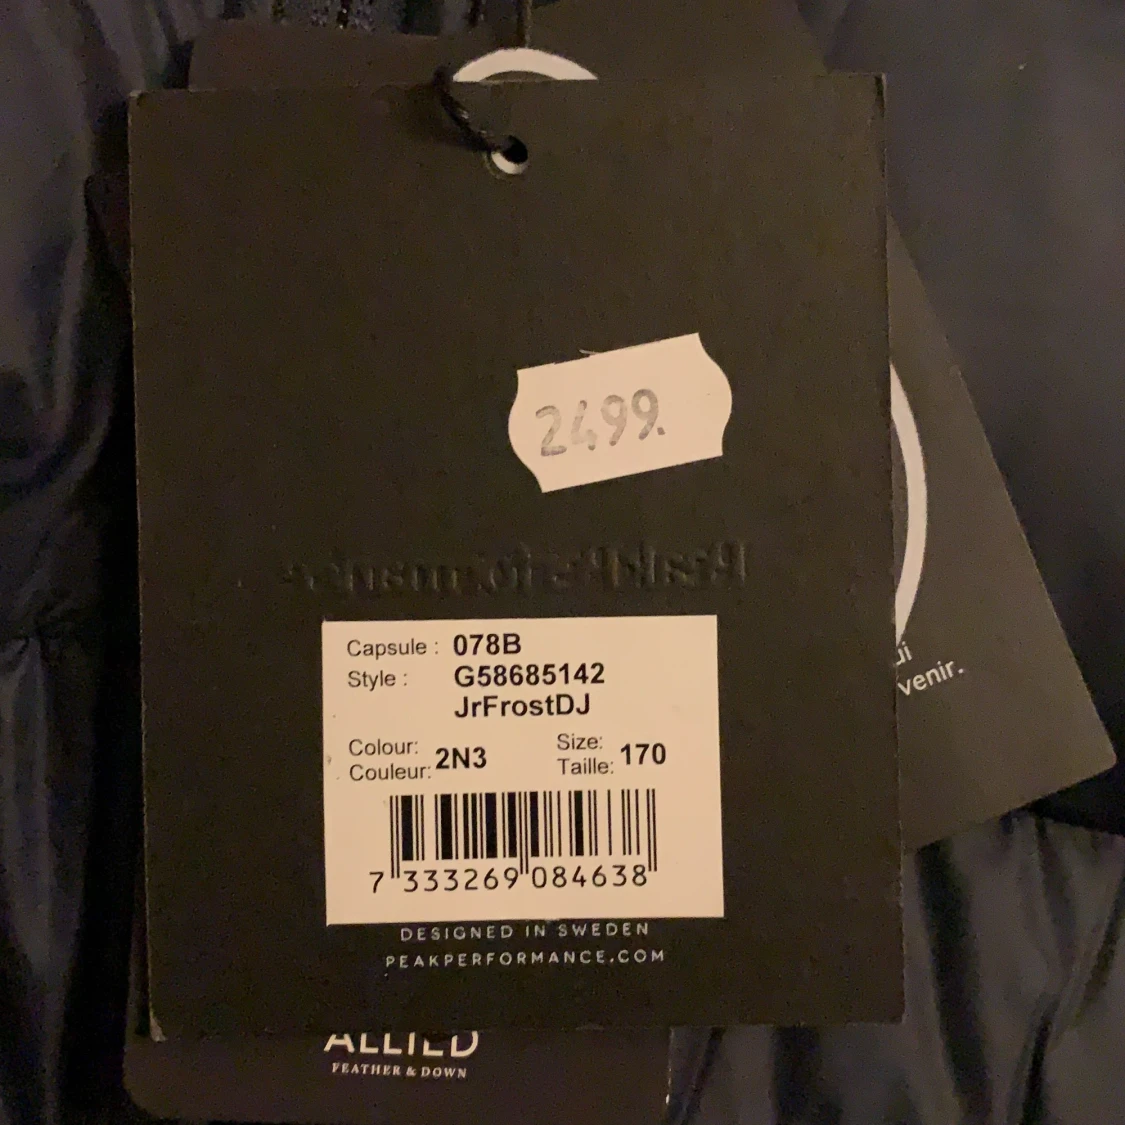 2499.
Capsule : 078B
Style : G58685142
JrFrostDJ
Colour: 2N3 Size: 170
Couleur: Taille:
7 333269 084638
DESIGNED IN SWEDEN
PEAKPERFORMANCE.COM
venir.
ALLIED
FEATHER & DOWN